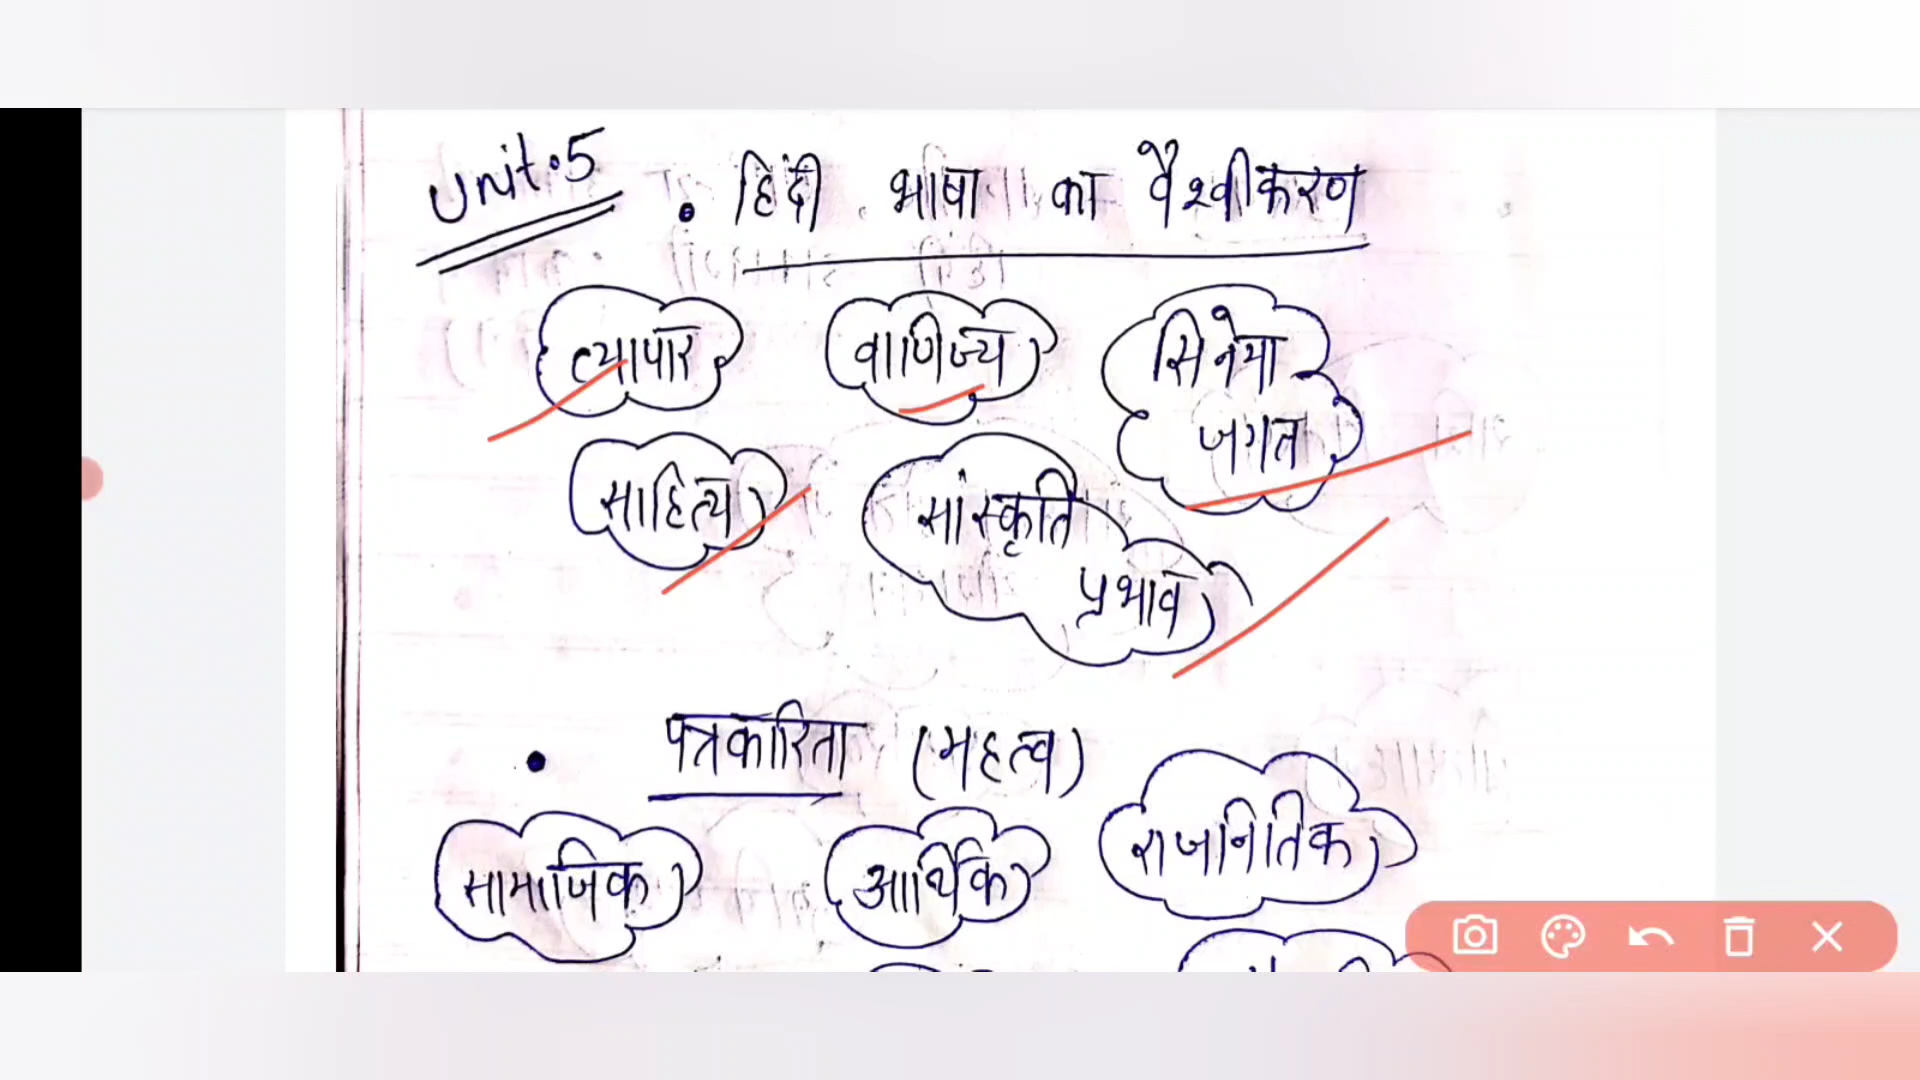 Unit.5
• हिंदी भाषा का वैश्वीकरण
व्यापार वाणिज्य सिनेमा जगत
साहित्य सांस्कृति प्रभाव
• पत्रकारिता (महत्व)
सामाजिक आर्थिक राजनितिक